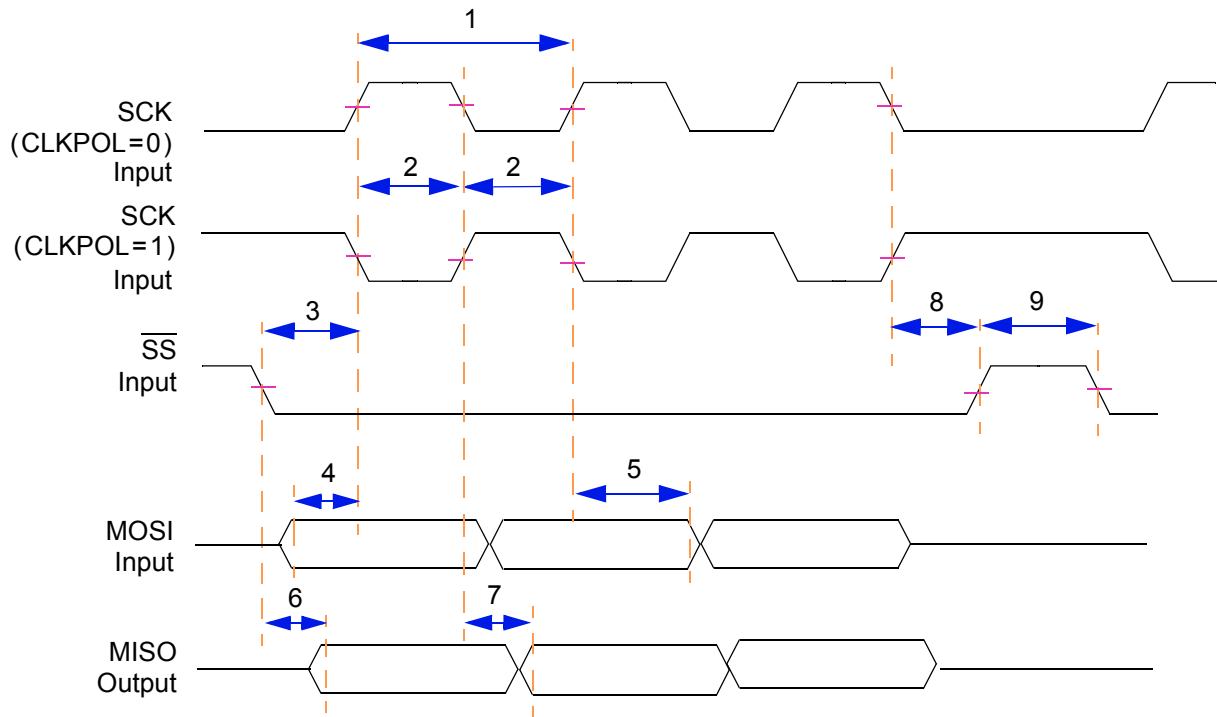 1
SCK
(CLKPOL=0)
Input
2
2
SCK
(CLKPOL=1)
Input
3
8
9
S̅S̅
Input
4
5
MOSI
Input
6
7
MISO
Output